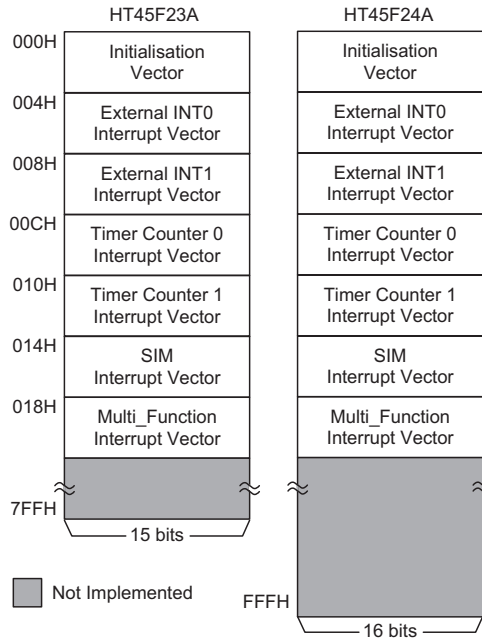 HT45F23A
HT45F24A
000H
Initialisation
Vector
Initialisation
Vector
004H
External INT0
Interrupt Vector
External INT0
Interrupt Vector
008H
External INT1
Interrupt Vector
External INT1
Interrupt Vector
00CH
Timer Counter 0
Interrupt Vector
Timer Counter 0
Interrupt Vector
010H
Timer Counter 1
Interrupt Vector
Timer Counter 1
Interrupt Vector
014H
SIM
Interrupt Vector
SIM
Interrupt Vector
018H
Multi_Function
Interrupt Vector
Multi_Function
Interrupt Vector
7FFH
15 bits
Not Implemented
FFFH
16 bits